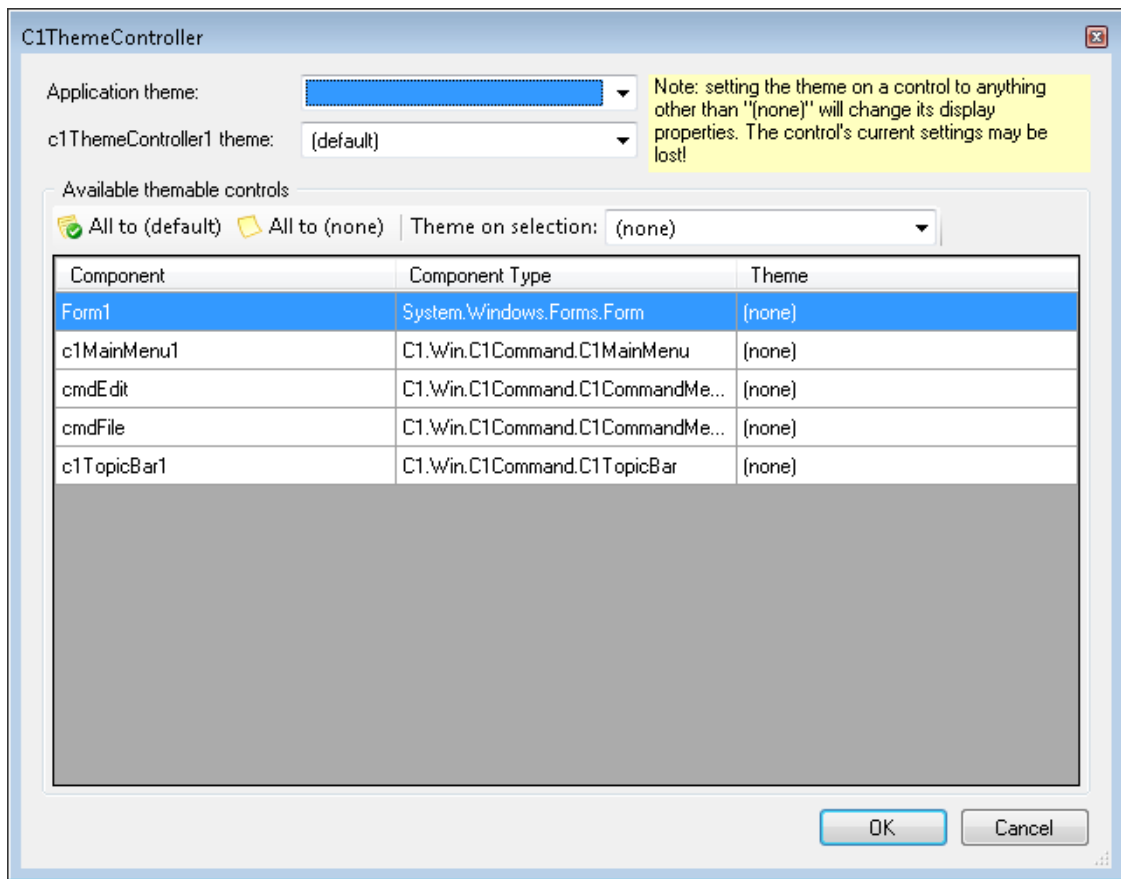 C1ThemeController
Application theme:
Note: setting the theme on a control to anything
other than "(none)" will change its display
properties. The control's current settings may be
lost!
c1ThemeController1 theme: (default)
Available themable controls
All to (default) All to (none) Theme on selection: (none)
Component Component Type Theme
Form1 System.Windows.Forms.Form (none)
c1MainMenu1 C1.Win.C1Command.C1MainMenu (none)
cmdEdit C1.Win.C1Command.C1CommandMe... (none)
cmdFile C1.Win.C1Command.C1CommandMe... (none)
c1TopicBar1 C1.Win.C1Command.C1TopicBar (none)
OK Cancel